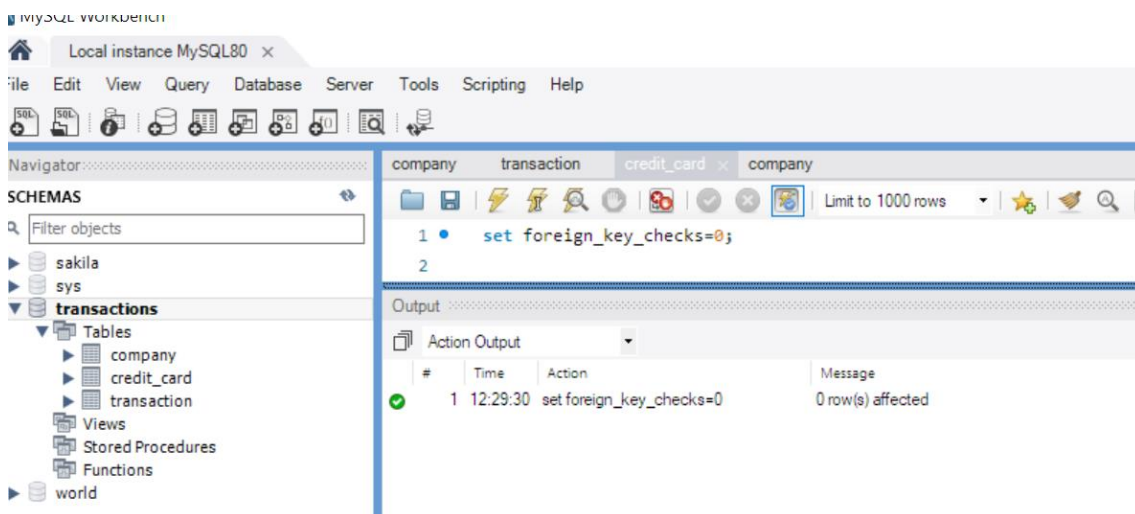 MySQL Workbench
Local instance MySQL80 ×
File Edit View Query Database Server Tools Scripting Help
Navigator
SCHEMAS
Filter objects
sakila
sys
transactions
Tables
company
credit_card
transaction
Views
Stored Procedures
Functions
world
company transaction credit_card × company
Limit to 1000 rows
1 set foreign_key_checks=0;
2
Output
Action Output
# Time Action Message
1 12:29:30 set foreign_key_checks=0 0 row(s) affected